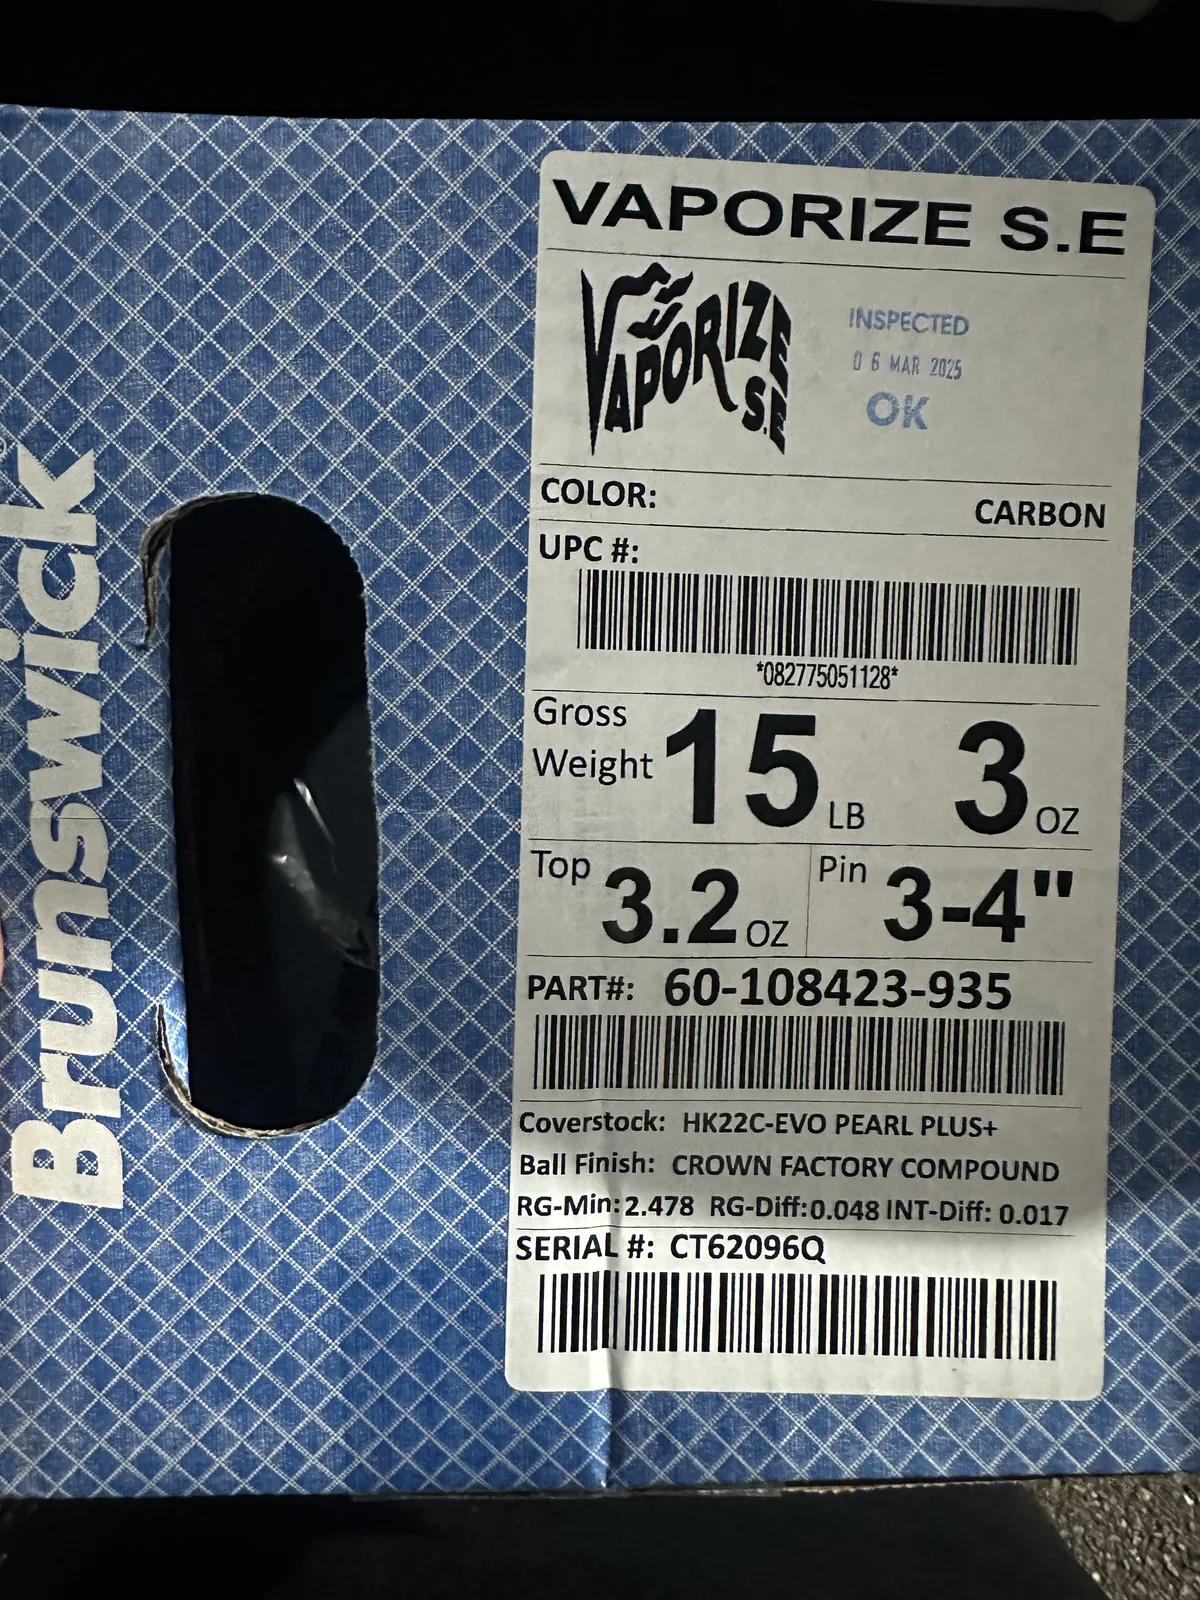 Brunswick
VAPORIZE S.E
VAPORIZE
S.E
INSPECTED
06 MAR 2025
OK
COLOR: CARBON
UPC #:
*082775051128*
Gross
Weight 15 LB 3 OZ
Top 3.2 OZ Pin 3-4"
PART#: 60-108423-935
Coverstock: HK22C-EVO PEARL PLUS+
Ball Finish: CROWN FACTORY COMPOUND
RG-Min:2.478 RG-Diff:0.048 INT-Diff: 0.017
SERIAL #: CT62096Q